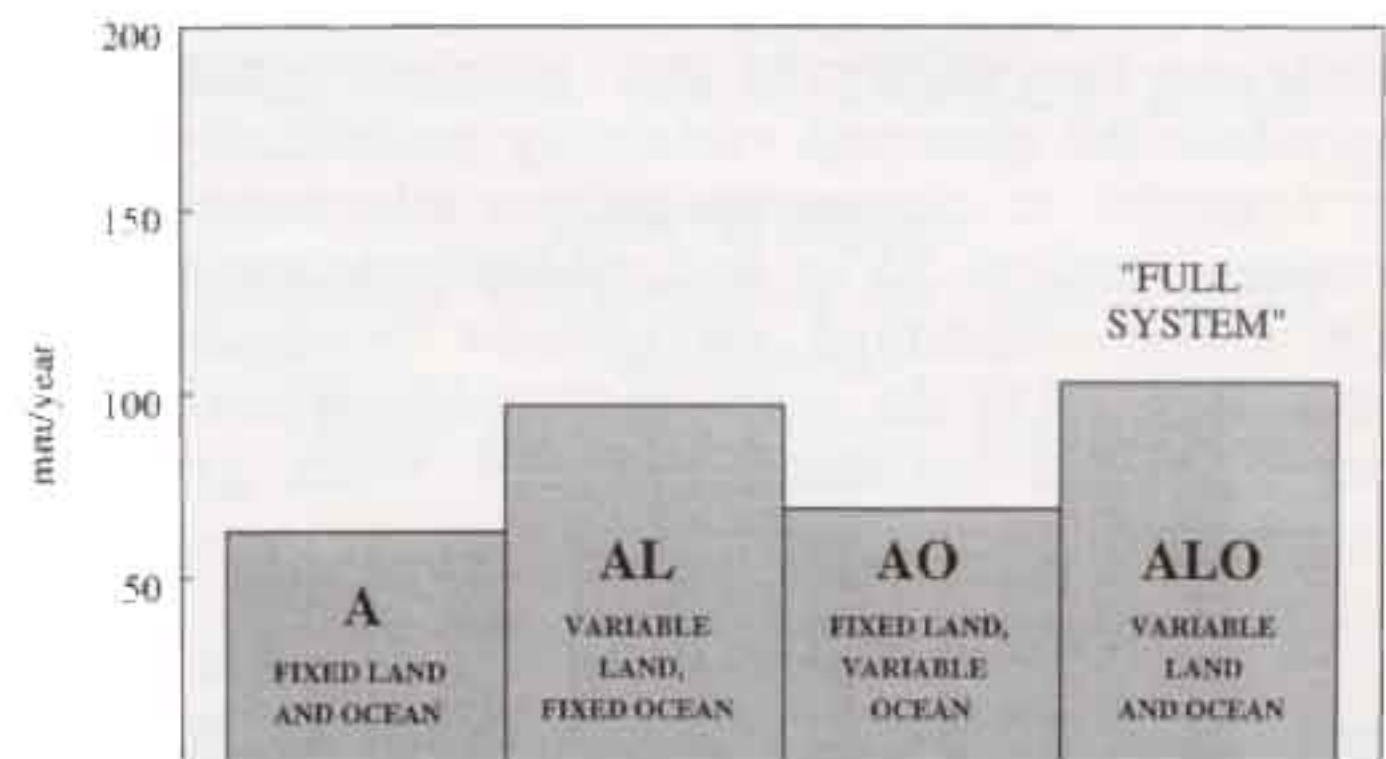 200
150
100
50
mm/year
"FULL
SYSTEM"
A
FIXED LAND
AND OCEAN
AL
VARIABLE
LAND,
FIXED OCEAN
AO
FIXED LAND,
VARIABLE
OCEAN
ALO
VARIABLE
LAND
AND OCEAN